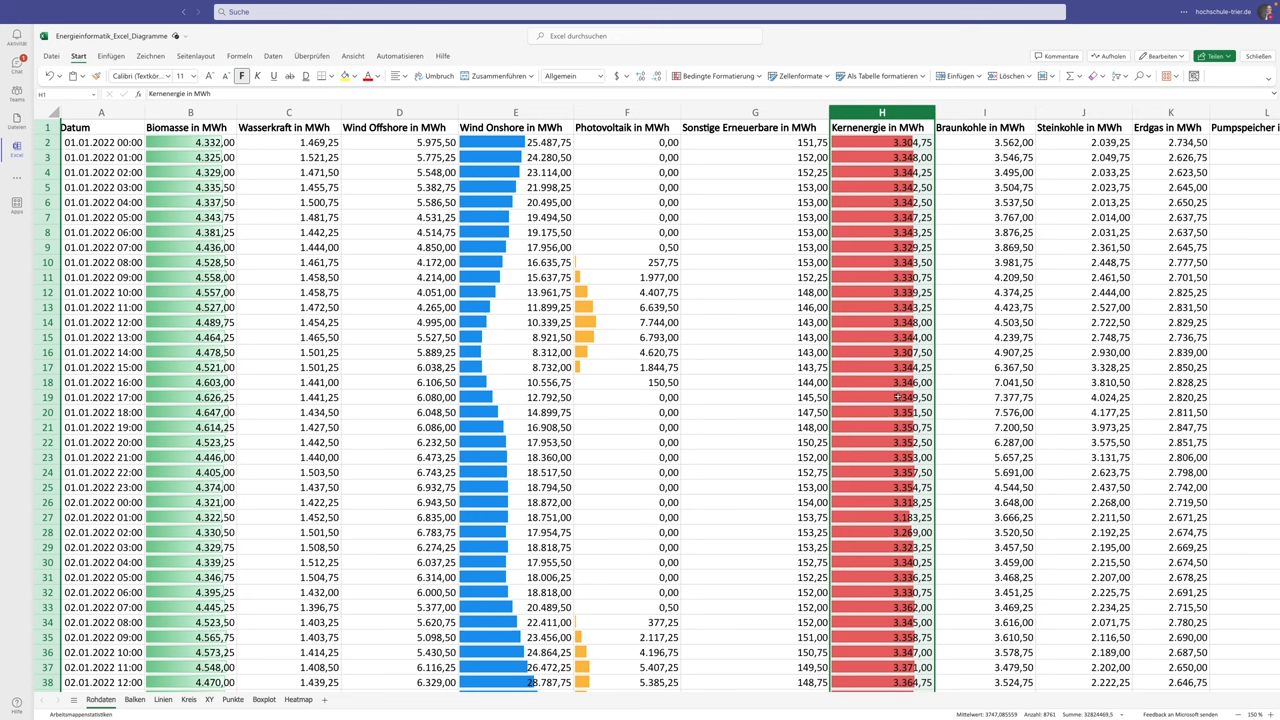 Suche
hochschule-trier.de
Energieinformatik_Excel_Diagramme
Excel durchsuchen
Aktivität
Chat
Teams
Dateien
Excel
Apps
Hilfe
Datei Start Einfügen Zeichnen Seitenlayout Formeln Daten Überprüfen Ansicht Automatisieren Hilfe
Kommentare Aufholen Bearbeiten Teilen Schließen
Calibri (Textkör... 11 F K U ab D Umbruch Zusammenführen Allgemein $ Bedingte Formatierung Zellenformate Als Tabelle formatieren Einfügen Löschen
H1 fx Kernenergie in MWh
A B C D E F G H I J K
1 Datum Biomasse in MWh Wasserkraft in MWh Wind Offshore in MWh Wind Onshore in MWh Photovoltaik in MWh Sonstige Erneuerbare in MWh Kernenergie in MWh Braunkohle in MWh Steinkohle in MWh Erdgas in MWh Pumpspeicher i
2 01.01.2022 00:00 4.332,00 1.469,25 5.975,50 25.487,75 0,00 151,75 3.304,75 3.562,00 2.039,25 2.734,50
3 01.01.2022 01:00 4.325,00 1.521,25 5.775,25 24.280,50 0,00 152,00 3.348,00 3.546,75 2.049,75 2.626,75
4 01.01.2022 02:00 4.329,00 1.471,50 5.548,00 23.114,00 0,00 152,25 3.344,25 3.495,00 2.033,25 2.623,50
5 01.01.2022 03:00 4.335,50 1.455,75 5.382,75 21.998,25 0,00 153,00 3.342,50 3.504,75 2.023,75 2.645,00
6 01.01.2022 04:00 4.337,50 1.500,75 5.586,50 20.495,00 0,00 153,00 3.342,50 3.537,50 2.013,25 2.650,25
7 01.01.2022 05:00 4.343,75 1.481,75 4.531,25 19.494,50 0,00 153,00 3.347,25 3.767,00 2.014,00 2.637,75
8 01.01.2022 06:00 4.381,25 1.442,25 4.514,75 19.175,50 0,00 153,00 3.343,25 3.876,25 2.031,25 2.637,50
9 01.01.2022 07:00 4.436,00 1.444,00 4.850,00 17.956,00 0,50 153,00 3.329,25 3.869,50 2.361,50 2.645,75
10 01.01.2022 08:00 4.528,50 1.461,75 4.172,00 16.635,75 257,75 153,00 3.343,50 3.981,75 2.448,75 2.777,50
11 01.01.2022 09:00 4.558,00 1.458,50 4.214,00 15.637,75 1.977,00 152,25 3.330,75 4.209,50 2.461,50 2.701,50
12 01.01.2022 10:00 4.557,00 1.458,75 4.051,00 13.961,75 4.407,75 148,00 3.339,25 4.374,25 2.444,00 2.825,25
13 01.01.2022 11:00 4.527,00 1.472,50 4.265,00 11.899,25 6.639,50 146,00 3.343,25 4.423,75 2.508,50 2.831,50
14 01.01.2022 12:00 4.489,75 1.454,25 4.995,00 10.339,25 7.744,00 143,00 3.348,00 4.503,50 2.722,50 2.829,25
15 01.01.2022 13:00 4.464,25 1.465,50 5.527,50 8.921,50 6.793,00 143,00 3.344,00 4.239,75 2.748,75 2.736,75
16 01.01.2022 14:00 4.478,50 1.501,25 5.889,25 8.312,00 4.620,75 143,00 3.307,50 4.907,25 2.930,00 2.839,00
17 01.01.2022 15:00 4.521,00 1.501,25 6.038,25 8.732,00 1.844,75 143,75 3.344,25 6.367,50 3.328,25 2.850,25
18 01.01.2022 16:00 4.603,00 1.441,00 6.106,50 10.556,75 150,50 144,00 3.346,00 7.041,50 3.810,50 2.828,25
19 01.01.2022 17:00 4.626,25 1.441,25 6.080,00 12.792,50 0,00 145,50 3.349,50 7.377,75 4.024,25 2.820,25
20 01.01.2022 18:00 4.647,00 1.434,50 6.048,50 14.899,75 0,00 147,50 3.351,50 7.576,00 4.177,25 2.811,50
21 01.01.2022 19:00 4.614,25 1.427,50 6.086,00 16.908,50 0,00 148,00 3.350,75 7.200,50 3.973,25 2.847,75
22 01.01.2022 20:00 4.523,25 1.442,50 6.232,50 17.953,50 0,00 150,25 3.352,50 6.287,00 3.575,50 2.851,75
23 01.01.2022 21:00 4.446,00 1.440,00 6.473,25 18.360,00 0,00 152,00 3.353,00 5.657,25 3.131,75 2.806,00
24 01.01.2022 22:00 4.405,00 1.503,50 6.743,25 18.517,50 0,00 152,75 3.357,50 5.691,00 2.623,75 2.798,00
25 01.01.2022 23:00 4.374,00 1.437,50 6.932,75 18.794,50 0,00 153,00 3.354,75 4.544,50 2.437,50 2.742,00
26 02.01.2022 00:00 4.321,00 1.422,25 6.943,50 18.872,00 0,00 154,00 3.318,25 3.648,00 2.268,00 2.719,50
27 02.01.2022 01:00 4.322,50 1.452,50 6.835,00 18.751,00 0,00 153,75 3.183,25 3.666,25 2.211,50 2.671,25
28 02.01.2022 02:00 4.330,50 1.501,50 6.783,75 17.954,75 0,00 153,25 3.269,00 3.520,50 2.197,00 2.654,75
29 02.01.2022 03:00 4.329,75 1.508,50 6.274,25 18.818,75 0,00 153,25 3.323,25 3.457,50 2.195,00 2.669,25
30 02.01.2022 04:00 4.339,25 1.512,25 6.037,25 18.255,75 0,00 152,75 3.340,25 3.459,00 2.215,00 2.674,50
31 02.01.2022 05:00 4.346,75 1.504,75 6.314,00 18.006,25 0,00 152,25 3.336,25 3.468,25 2.207,25 2.678,25
32 02.01.2022 06:00 4.395,25 1.432,00 6.000,50 18.818,00 0,00 152,00 3.330,75 3.451,25 2.225,75 2.697,50
33 02.01.2022 07:00 4.445,25 1.396,75 5.377,00 20.489,50 0,50 152,00 3.362,00 3.469,25 2.234,25 2.715,50
34 02.01.2022 08:00 4.523,50 1.403,75 5.620,75 22.411,00 377,25 152,00 3.345,00 3.616,00 2.071,75 2.780,25
35 02.01.2022 09:00 4.565,75 1.403,25 5.098,50 23.456,00 2.117,25 151,00 3.358,75 3.610,50 2.116,50 2.690,00
36 02.01.2022 10:00 4.573,25 1.414,25 5.430,50 24.864,25 4.196,75 150,75 3.347,00 3.578,75 2.189,00 2.687,50
37 02.01.2022 11:00 4.548,00 1.408,50 6.116,25 26.472,25 5.407,25 149,50 3.371,00 3.479,50 2.202,00 2.650,00
38 02.01.2022 12:00 4.470,00 1.439,25 6.329,00 28.787,75 5.385,25 148,75 3.364,75 3.524,75 2.222,25 2.646,75
Rohdaten Balken Linien Kreis XY Punkte Boxplot Heatmap
Arbeitsmappenstatistiken Mittelwert: 3747,085559 Anzahl: 8761 Summe: 32824469,5 Feedback an Microsoft senden 150 %